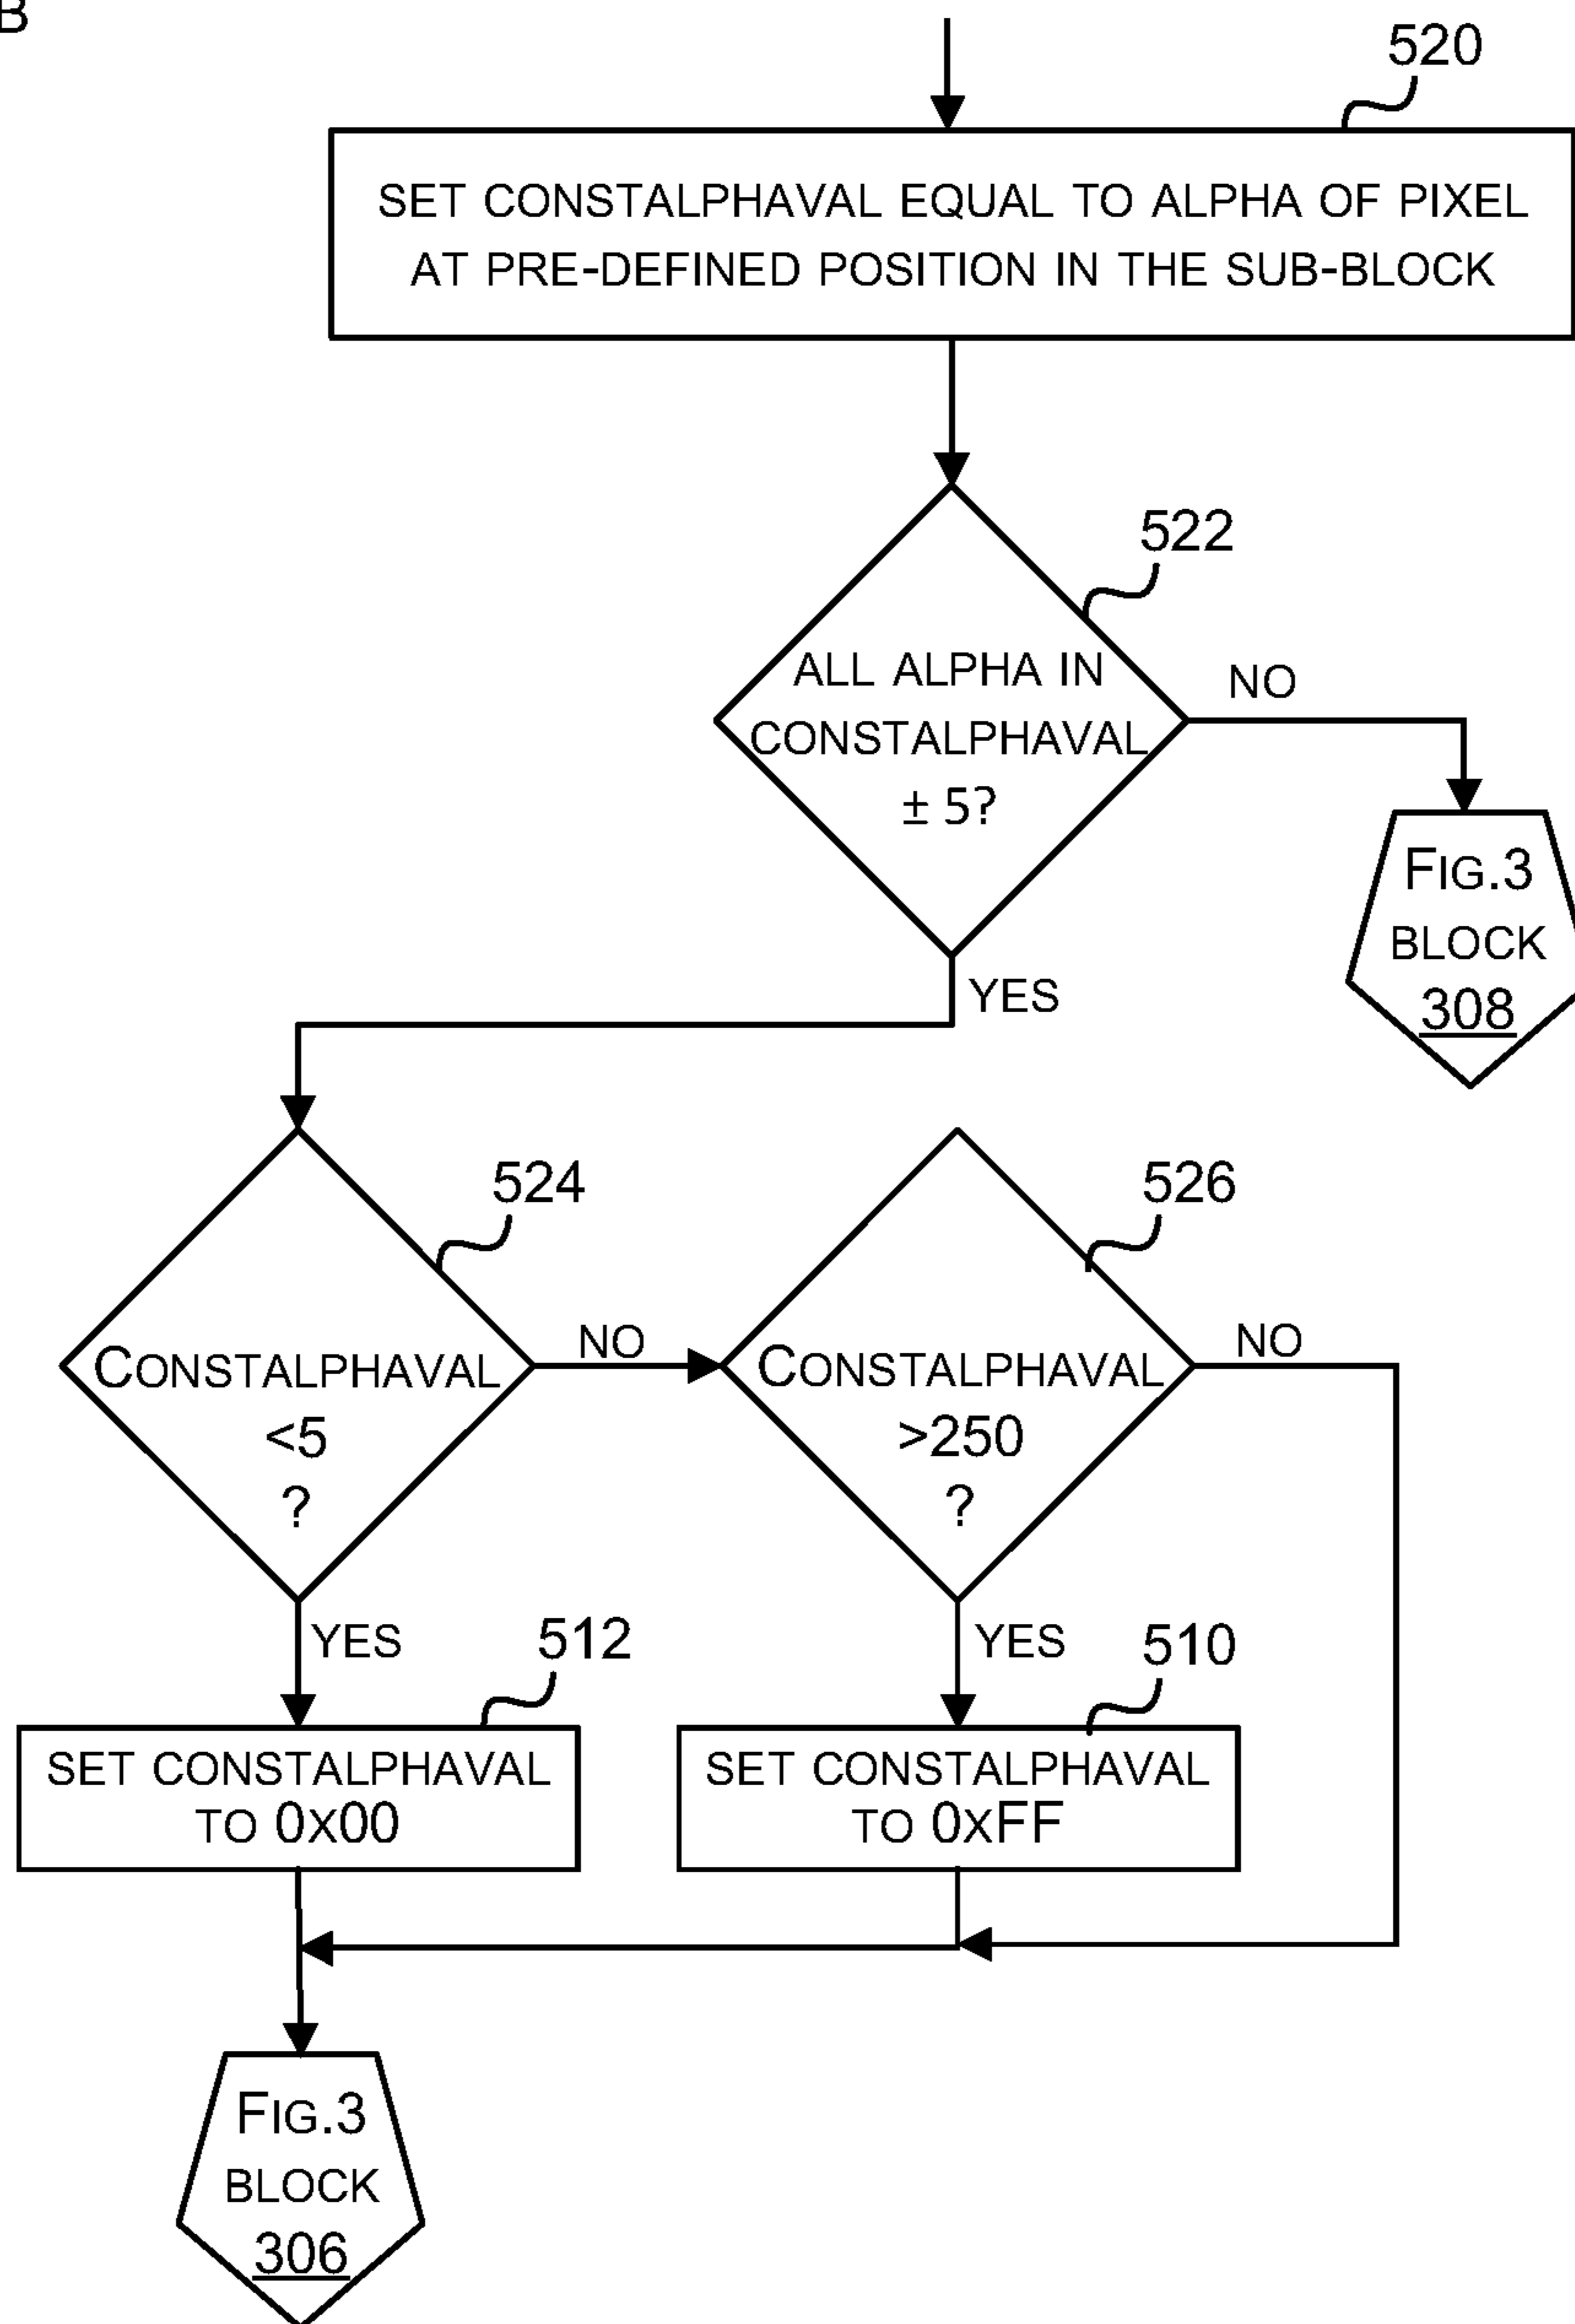 B
520
SET CONSTALPHAVAL EQUAL TO ALPHA OF PIXEL
AT PRE-DEFINED POSITION IN THE SUB-BLOCK
522
ALL ALPHA IN
CONSTALPHAVAL
± 5?
NO
FIG.3
BLOCK
308
YES
524
CONSTALPHAVAL
<5
?
NO
526
CONSTALPHAVAL
>250
?
NO
YES
512
SET CONSTALPHAVAL
TO 0X00
YES
510
SET CONSTALPHAVAL
TO 0XFF
FIG.3
BLOCK
306